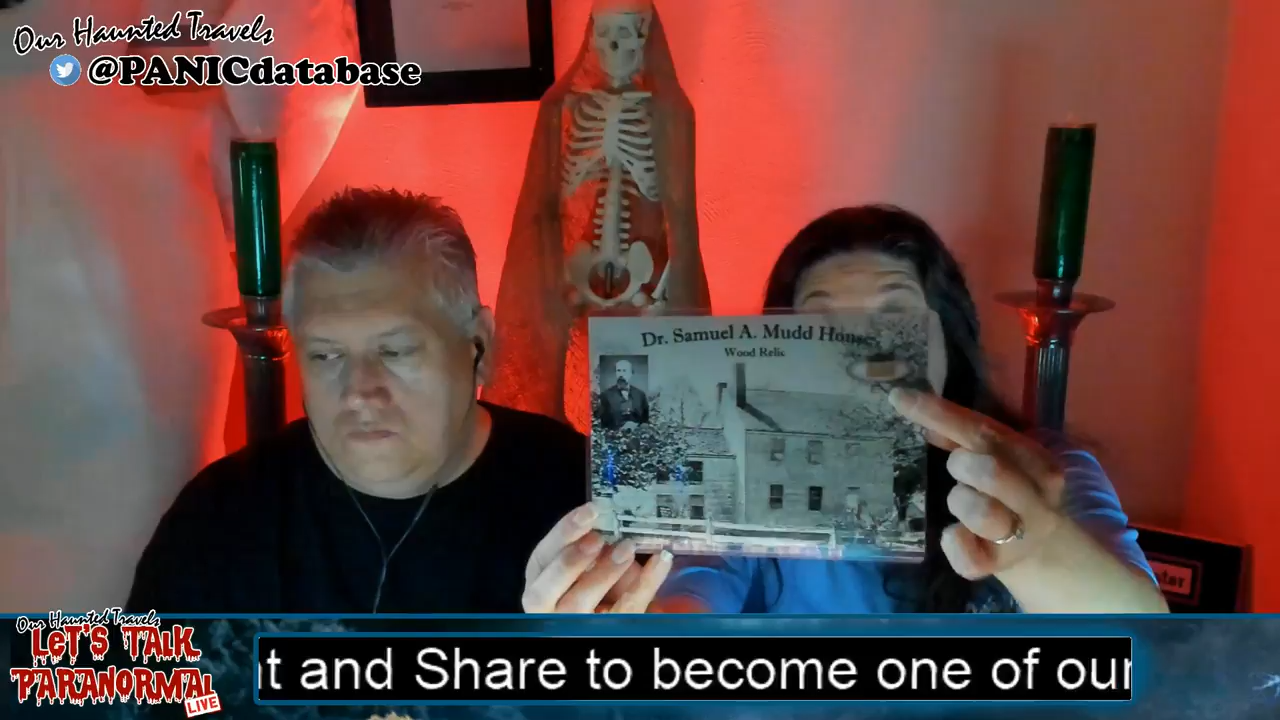 Our Haunted Travels
@PANICdatabase
Dr. Samuel A. Mudd House
Wood Relic
Our Haunted Travels
LET'S TALK
PARANORMAL
LIVE
t and Share to become one of our